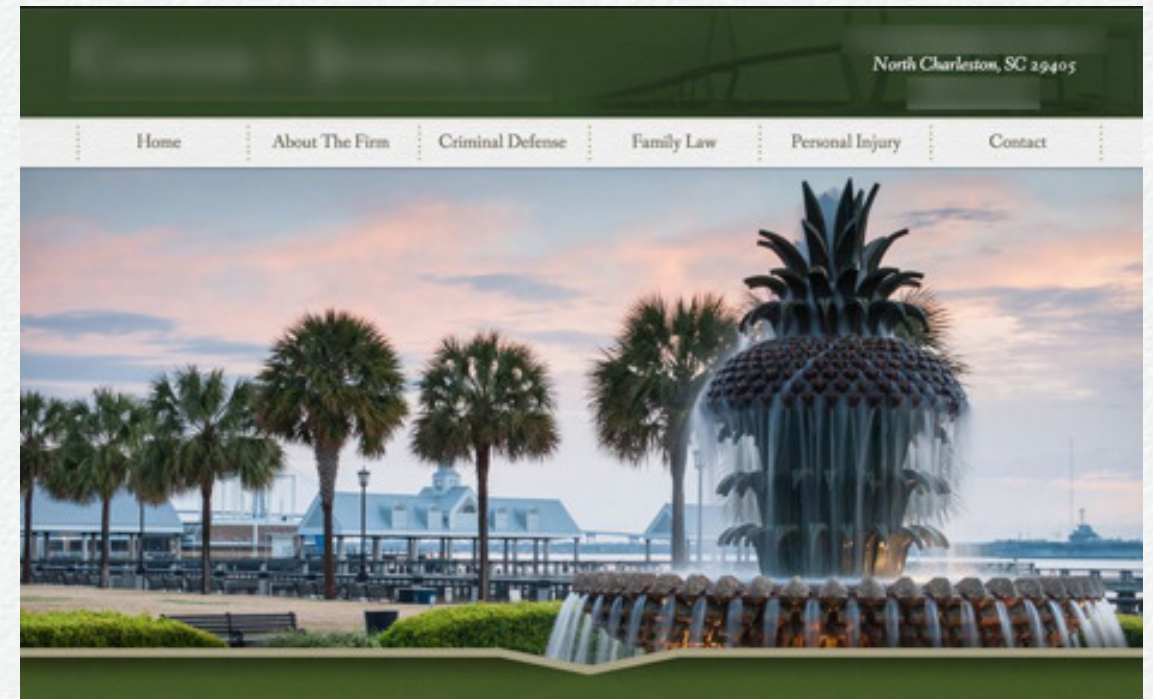 North Charleston, SC 29405
Home
About The Firm
Criminal Defense
Family Law
Personal Injury
Contact